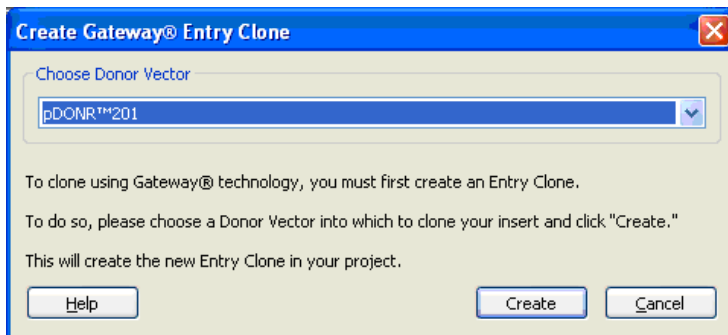 Create Gateway® Entry Clone
Choose Donor Vector
pDONR™201
To clone using Gateway® technology, you must first create an Entry Clone.
To do so, please choose a Donor Vector into which to clone your insert and click "Create."
This will create the new Entry Clone in your project.
Help Create Cancel